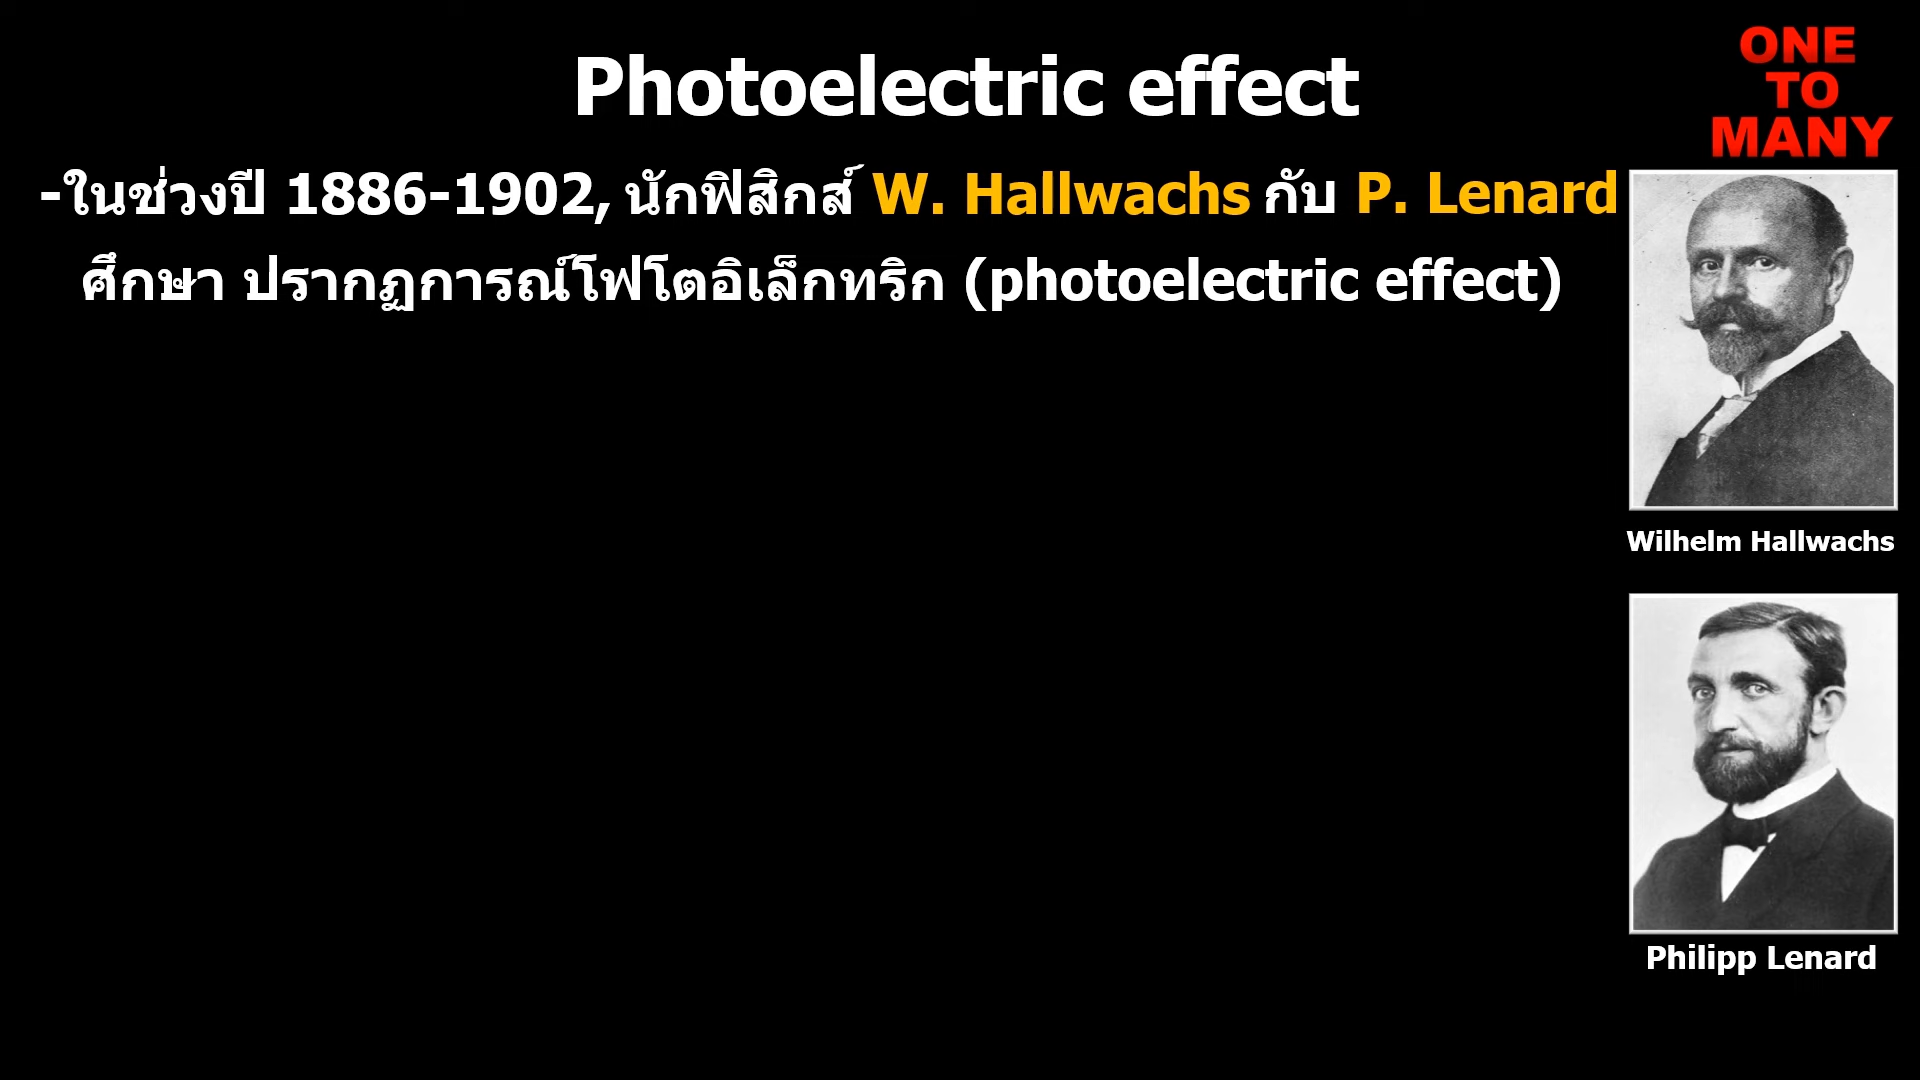 Photoelectric effect
ONE
TO
MANY
-ในช่วงปี 1886-1902, นักฟิสิกส์ W. Hallwachs กับ P. Lenard
ศึกษา ปรากฏการณ์โฟโตอิเล็กทริก (photoelectric effect)
Wilhelm Hallwachs
Philipp Lenard